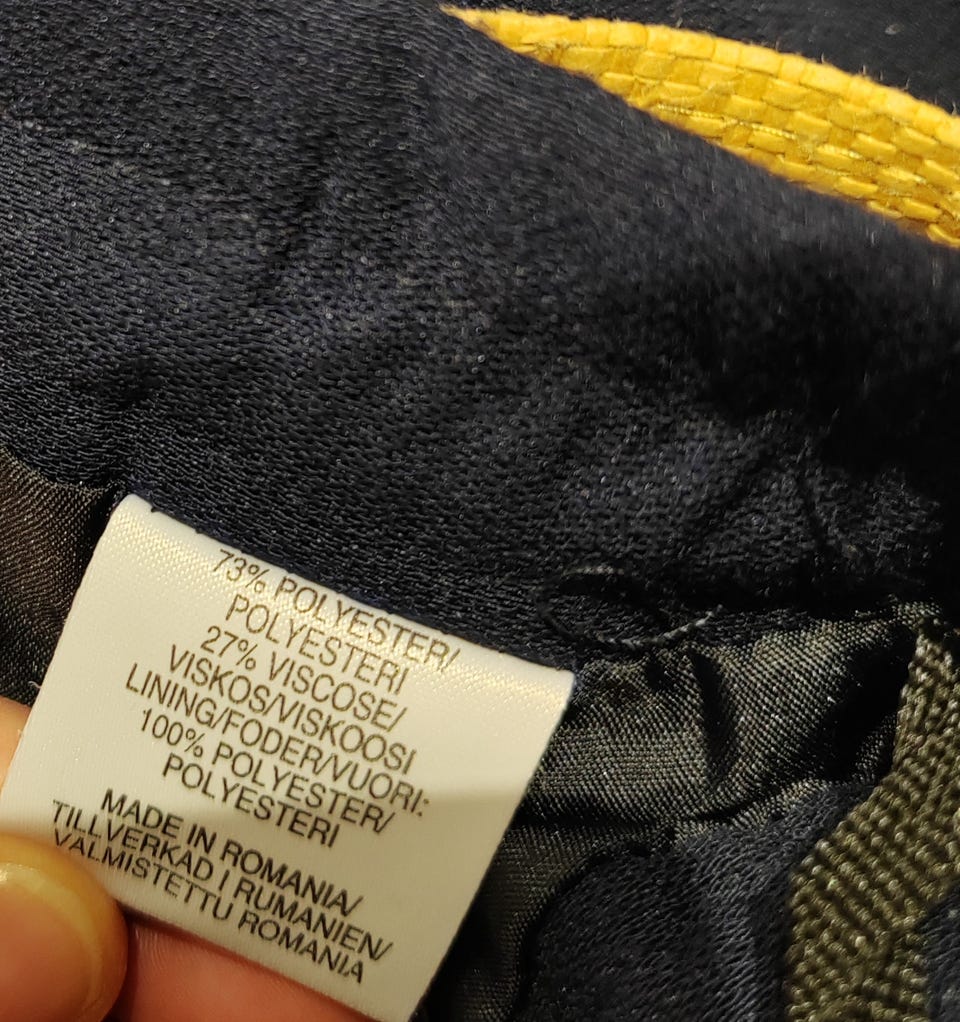 73% POLYESTER/
POLYESTERI
27% VISCOSE/
VISKOS/VISKOOSI
LINING/FODER/VUORI:
100% POLYESTER/
POLYESTERI
MADE IN ROMANIA/
TILLVERKAD I RUMANIEN/
VALMISTETTU ROMANIA